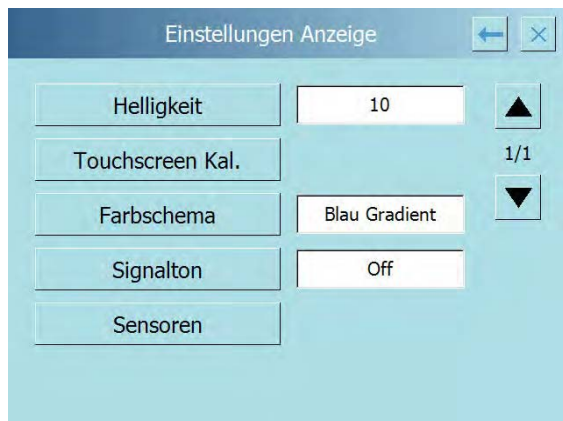 Einstellungen Anzeige
Helligkeit 10
Touchscreen Kal. 1/1
Farbschema Blau Gradient
Signalton Off
Sensoren